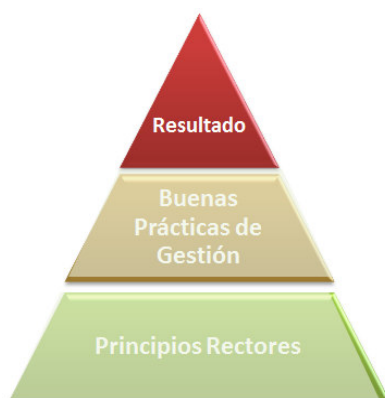 Resultado
Buenas
Prácticas de
Gestión
Principios Rectores